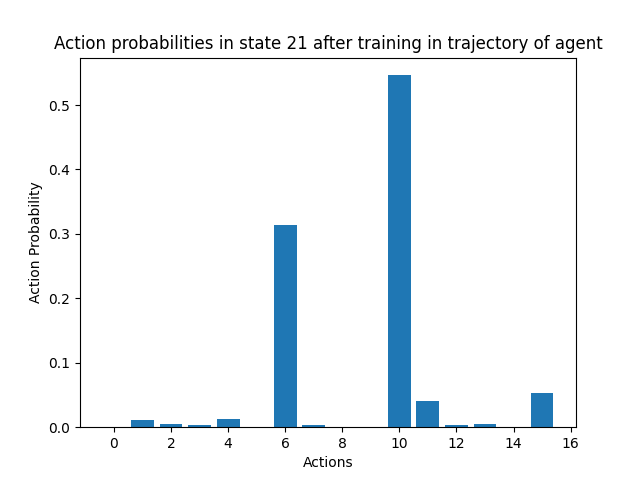 Action probabilities in state 21 after training in trajectory of agent
Action Probability
0.5
0.4
0.3
0.2
0.1
0.0
0 2 4 6 8 10 12 14 16
Actions